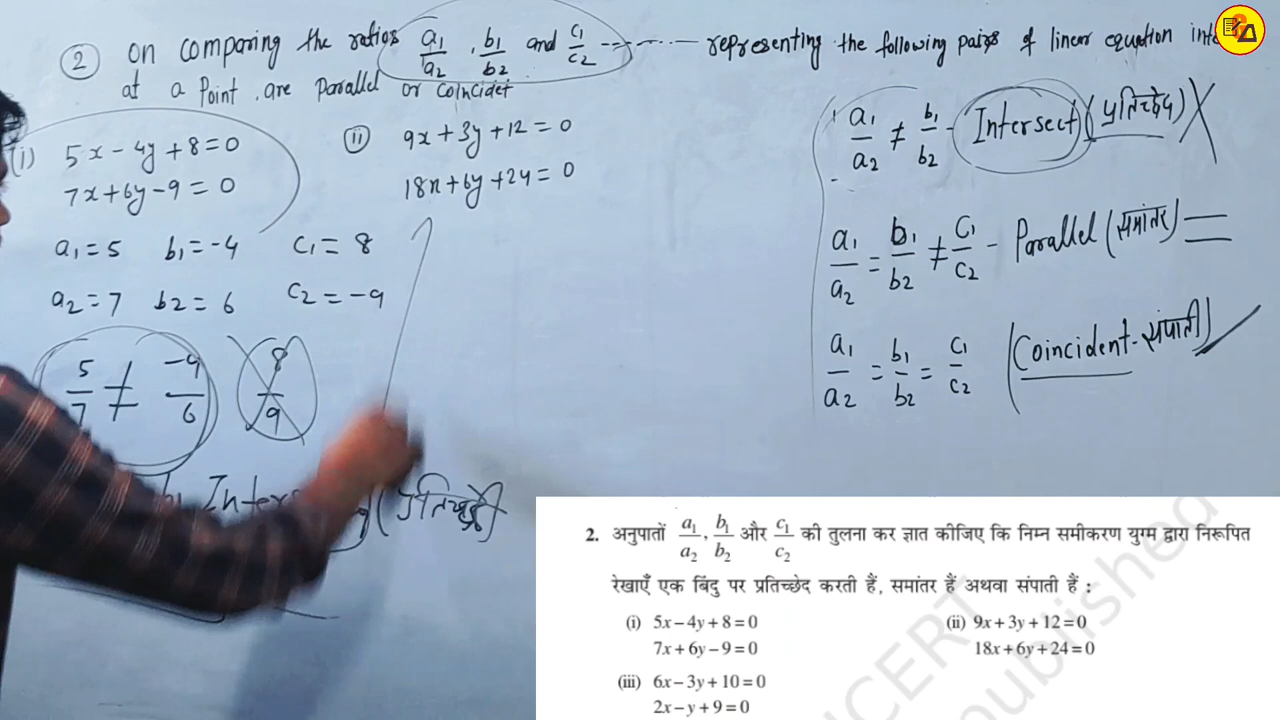 ② on comparing the ratios a1/a2 , b1/b2 and c1/c2 --------- representing the following pairs of linear equation inte
at a Point , are Parallel or coincidet
(i) 5x - 4y + 8 = 0
7x + 6y - 9 = 0
(ii) 9x + 3y + 12 = 0
18x + 6y + 24 = 0
a1 = 5 b1 = -4 c1 = 8
a2 = 7 b2 = 6 c2 = -9
5/7 ≠ -4/6 8/9
a1/a2 ≠ b1/b2 - Intersect (प्रतिच्छेद)
a1/a2 = b1/b2 ≠ c1/c2 - Parallel (समांतर)
a1/a2 = b1/b2 = c1/c2 (Coincident - संपाती)
2. अनुपातों a1/a2, b1/b2 और c1/c2 की तुलना कर ज्ञात कीजिए कि निम्न समीकरण युग्म द्वारा निरूपित
रेखाएँ एक बिंदु पर प्रतिच्छेद करती हैं, समांतर हैं अथवा संपाती हैं :
(i) 5x – 4y + 8 = 0
7x + 6y – 9 = 0
(ii) 9x + 3y + 12 = 0
18x + 6y + 24 = 0
(iii) 6x – 3y + 10 = 0
2x – y + 9 = 0
published